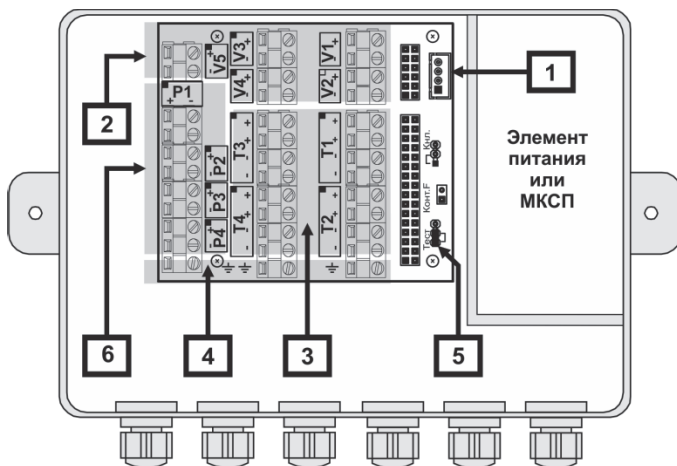 + V5 -
V3 +
- V4 +
V1 +
V2 +
1
2
P1
+ -
T3 + -
T1 + -
- P2 +
- P3 +
- P4 +
T4 + -
T2 + -
Кнл.
Конт.F
Тест
Элемент
питания
или
МКСП
6
4
3
5